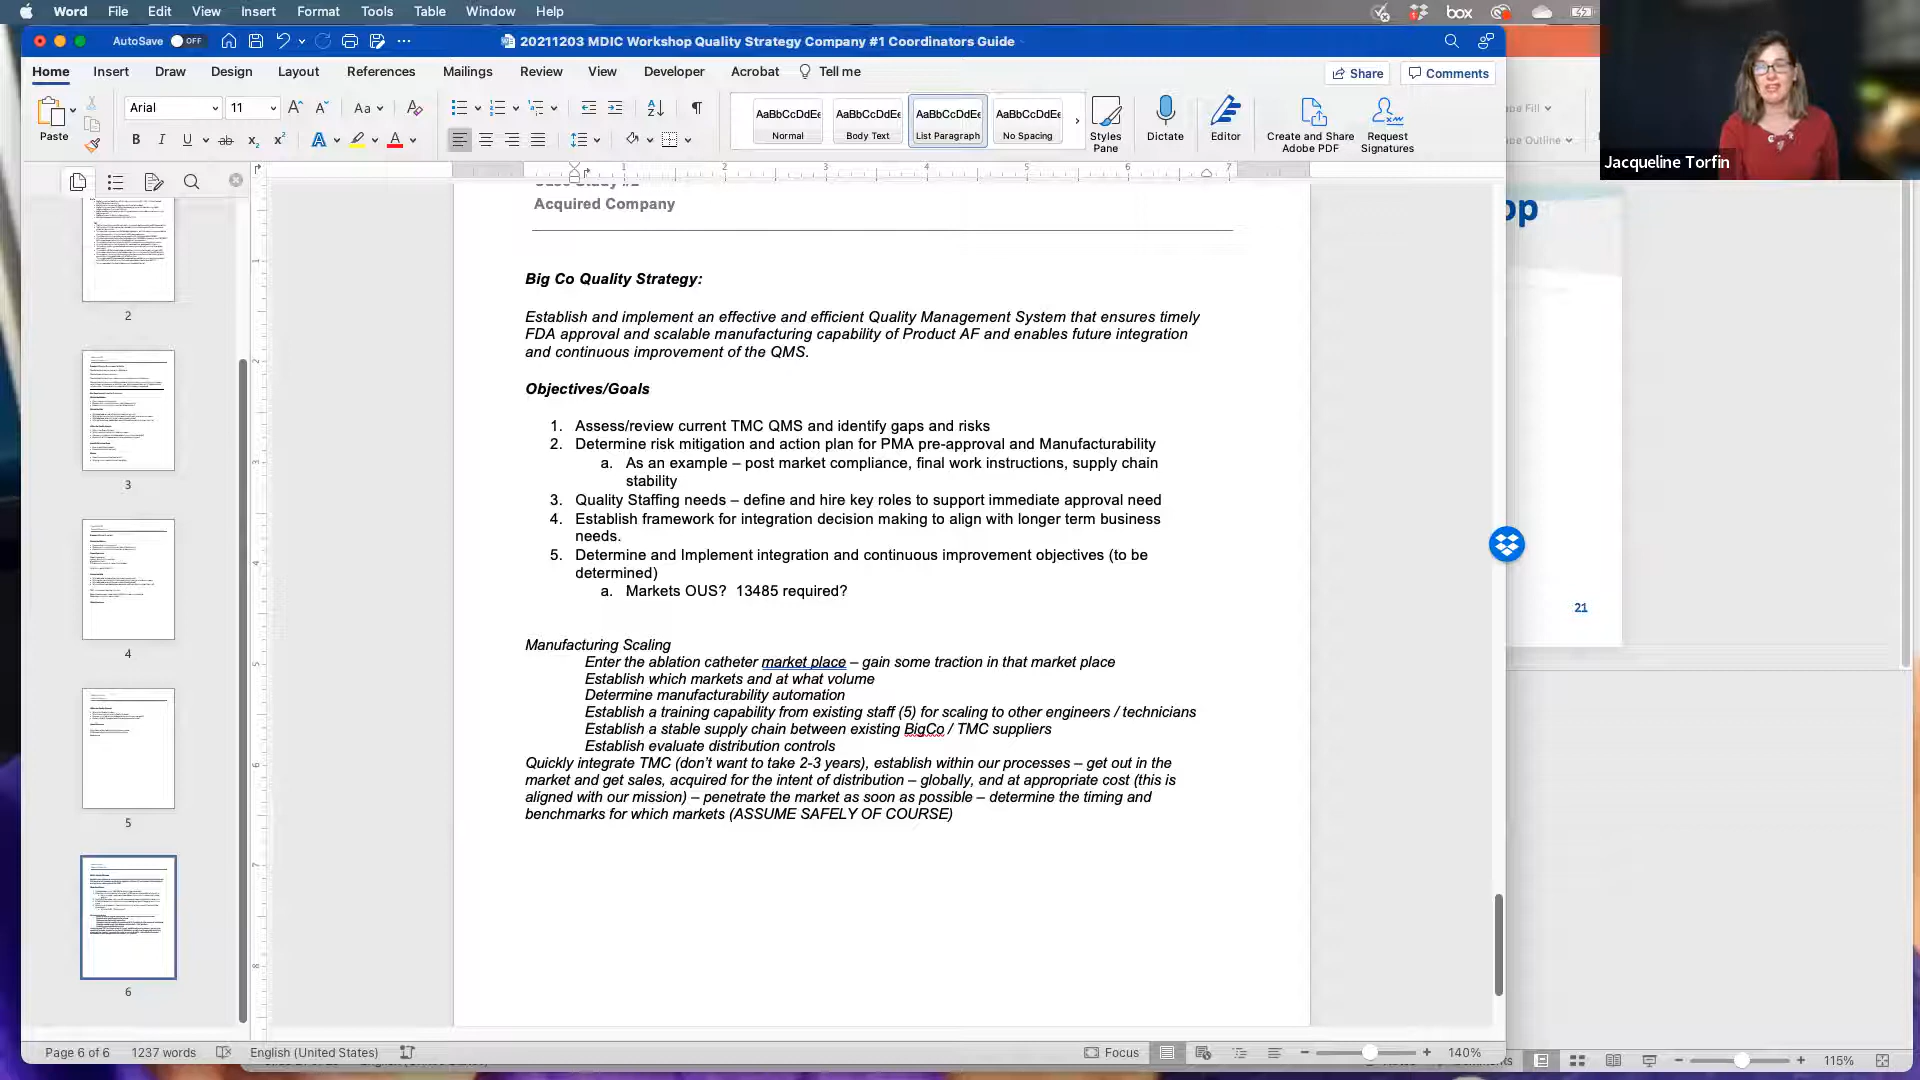 Word File Edit View Insert Format Tools Table Window Help
box
AutoSave OFF
20211203 MDIC Workshop Quality Strategy Company #1 Coordinators Guide
Home Insert Draw Design Layout References Mailings Review View Developer Acrobat Tell me
Share Comments
Paste
Arial 11
AaBbCcDdEe AaBbCcDdEe AaBbCcDdEe AaBbCcDdEe
Normal Body Text List Paragraph No Spacing
Styles Pane
Dictate
Editor
Create and Share Adobe PDF
Request Signatures
Fill
Outline
Jacqueline Torfin
op
21
1 2 3 4 5 6 7
2
3
4
5
6
Acquired Company
Big Co Quality Strategy:
Establish and implement an effective and efficient Quality Management System that ensures timely
FDA approval and scalable manufacturing capability of Product AF and enables future integration
and continuous improvement of the QMS.
Objectives/Goals
1. Assess/review current TMC QMS and identify gaps and risks
2. Determine risk mitigation and action plan for PMA pre-approval and Manufacturability
a. As an example – post market compliance, final work instructions, supply chain
stability
3. Quality Staffing needs – define and hire key roles to support immediate approval need
4. Establish framework for integration decision making to align with longer term business
needs.
5. Determine and Implement integration and continuous improvement objectives (to be
determined)
a. Markets OUS? 13485 required?
Manufacturing Scaling
Enter the ablation catheter market place – gain some traction in that market place
Establish which markets and at what volume
Determine manufacturability automation
Establish a training capability from existing staff (5) for scaling to other engineers / technicians
Establish a stable supply chain between existing BigCo / TMC suppliers
Establish evaluate distribution controls
Quickly integrate TMC (don't want to take 2-3 years), establish within our processes – get out in the
market and get sales, acquired for the intent of distribution – globally, and at appropriate cost (this is
aligned with our mission) – penetrate the market as soon as possible – determine the timing and
benchmarks for which markets (ASSUME SAFELY OF COURSE)
Page 6 of 6 1237 words English (United States) Focus 140%
115%